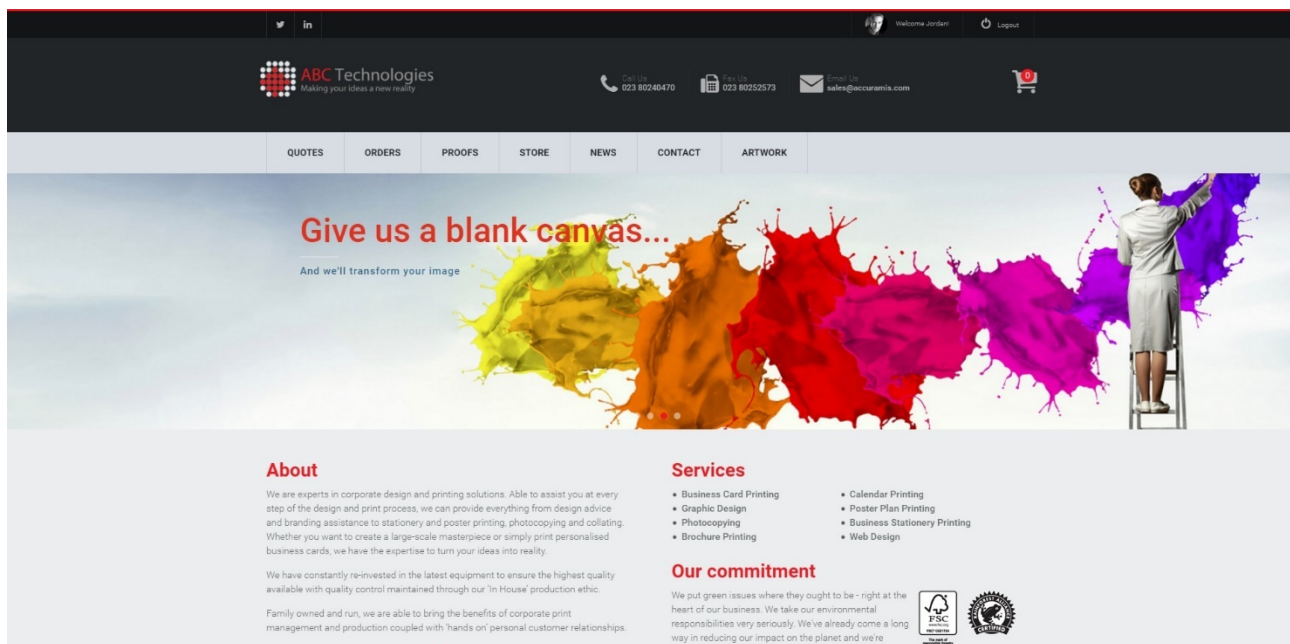 Welcome Jordan!
Logout
ABC Technologies
Making your ideas a new reality
Call Us
023 80240470
Fax Us
023 80252573
Email Us
sales@accuramis.com
0
QUOTES
ORDERS
PROOFS
STORE
NEWS
CONTACT
ARTWORK
Give us a blank canvas...
And we'll transform your image
About
We are experts in corporate design and printing solutions. Able to assist you at every
step of the design and print process, we can provide everything from design advice
and branding assistance to stationery and poster printing, photocopying and collating.
Whether you want to create a large-scale masterpiece or simply print personalised
business cards, we have the expertise to turn your ideas into reality.
We have constantly re-invested in the latest equipment to ensure the highest quality
available with quality control maintained through our 'In House' production ethic.
Family owned and run, we are able to bring the benefits of corporate print
management and production coupled with 'hands on' personal customer relationships.
Services
• Business Card Printing
• Graphic Design
• Photocopying
• Brochure Printing
• Calendar Printing
• Poster Plan Printing
• Business Stationery Printing
• Web Design
Our commitment
We put green issues where they ought to be - right at the
heart of our business. We take our environmental
responsibilities very seriously. We've already come a long
way in reducing our impact on the planet and we're
FSC
CERTIFIED